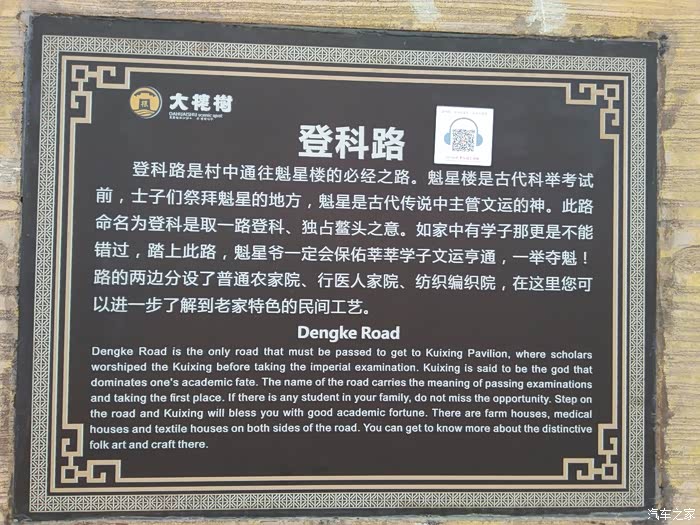 大槐树
DAHUAISHU scenic spot
登科路
登科路是村中通往魁星楼的必经之路。魁星楼是古代科举考试
前，士子们祭拜魁星的地方，魁星是古代传说中主管文运的神。此路
命名为登科是取一路登科、独占鳌头之意。如家中有学子那更是不能
错过，踏上此路，魁星爷一定会保佑莘莘学子文运亨通，一举夺魁！
路的两边分设了普通农家院、行医人家院、纺织编织院，在这里您可
以进一步了解到老家特色的民间工艺。
Dengke Road
Dengke Road is the only road that must be passed to get to Kuixing Pavilion, where scholars
worshiped the Kuixing before taking the imperial examination. Kuixing is said to be the god that
dominates one's academic fate. The name of the road carries the meaning of passing examinations
and taking the first place. If there is any student in your family, do not miss the opportunity. Step on
the road and Kuixing will bless you with good academic fortune. There are farm houses, medical
houses and textile houses on both sides of the road. You can get to know more about the distinctive
folk art and craft there.
汽车之家